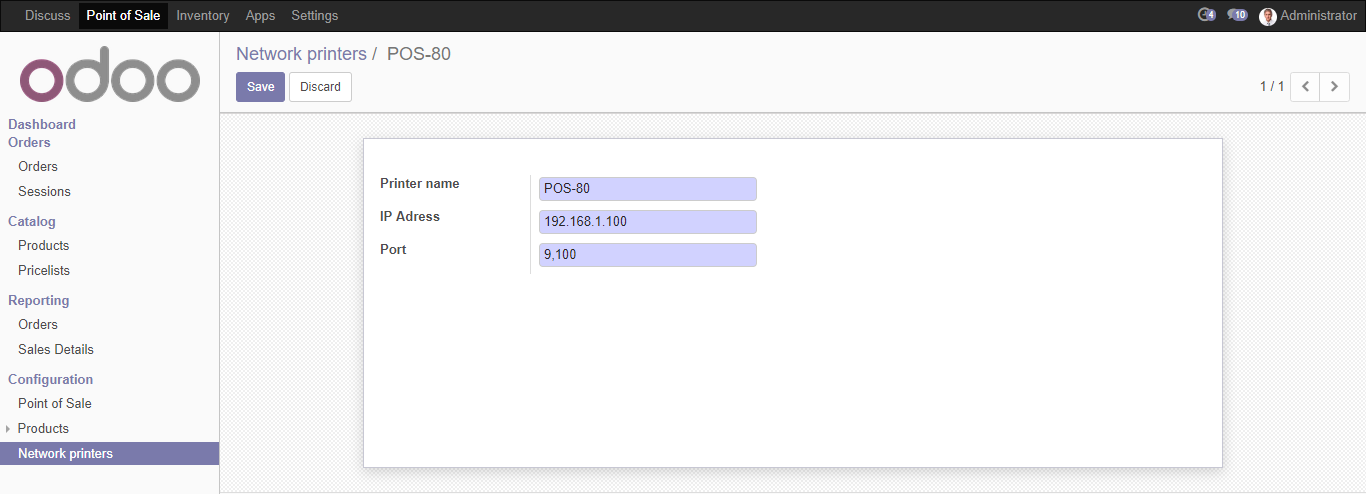 Discuss Point of Sale Inventory Apps Settings 4 10 Administrator
odoo
Network printers / POS-80
Save Discard 1 / 1
Dashboard
Orders
Orders
Sessions
Catalog
Products
Pricelists
Reporting
Orders
Sales Details
Configuration
Point of Sale
Products
Network printers
Printer name POS-80
IP Adress 192.168.1.100
Port 9,100